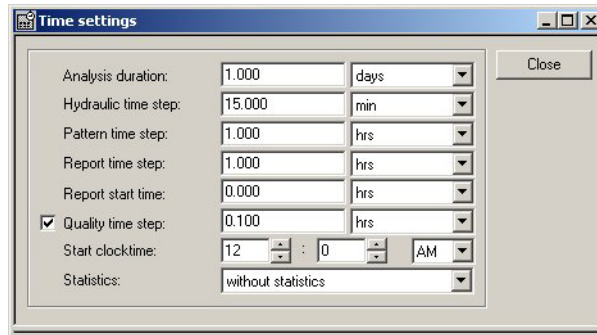 Time settings
Close
Analysis duration: 1.000 days
Hydraulic time step: 15.000 min
Pattern time step: 1.000 hrs
Report time step: 1.000 hrs
Report start time: 0.000 hrs
Quality time step: 0.100 hrs
Start clocktime: 12 : 0 AM
Statistics: without statistics